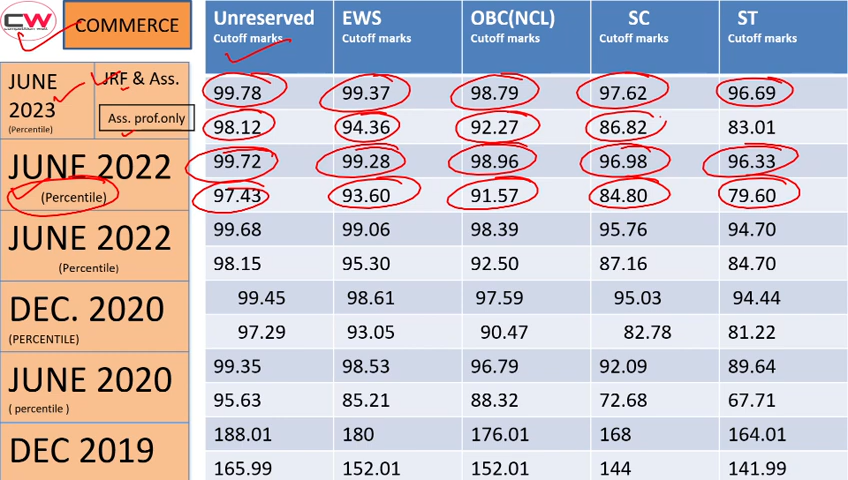 CW
COMMERCE
Unreserved EWS OBC(NCL) SC ST
Cutoff marks Cutoff marks Cutoff marks Cutoff marks Cutoff marks
JUNE 2023 (Percentile)
JRF & Ass. 99.78 99.37 98.79 97.62 96.69
Ass. prof.only 98.12 94.36 92.27 86.82 83.01
JUNE 2022 99.72 99.28 98.96 96.98 96.33
(Percentile) 97.43 93.60 91.57 84.80 79.60
JUNE 2022 99.68 99.06 98.39 95.76 94.70
(Percentile) 98.15 95.30 92.50 87.16 84.70
DEC. 2020 99.45 98.61 97.59 95.03 94.44
(PERCENTILE) 97.29 93.05 90.47 82.78 81.22
JUNE 2020 99.35 98.53 96.79 92.09 89.64
( percentile ) 95.63 85.21 88.32 72.68 67.71
DEC 2019 188.01 180 176.01 168 164.01
165.99 152.01 152.01 144 141.99